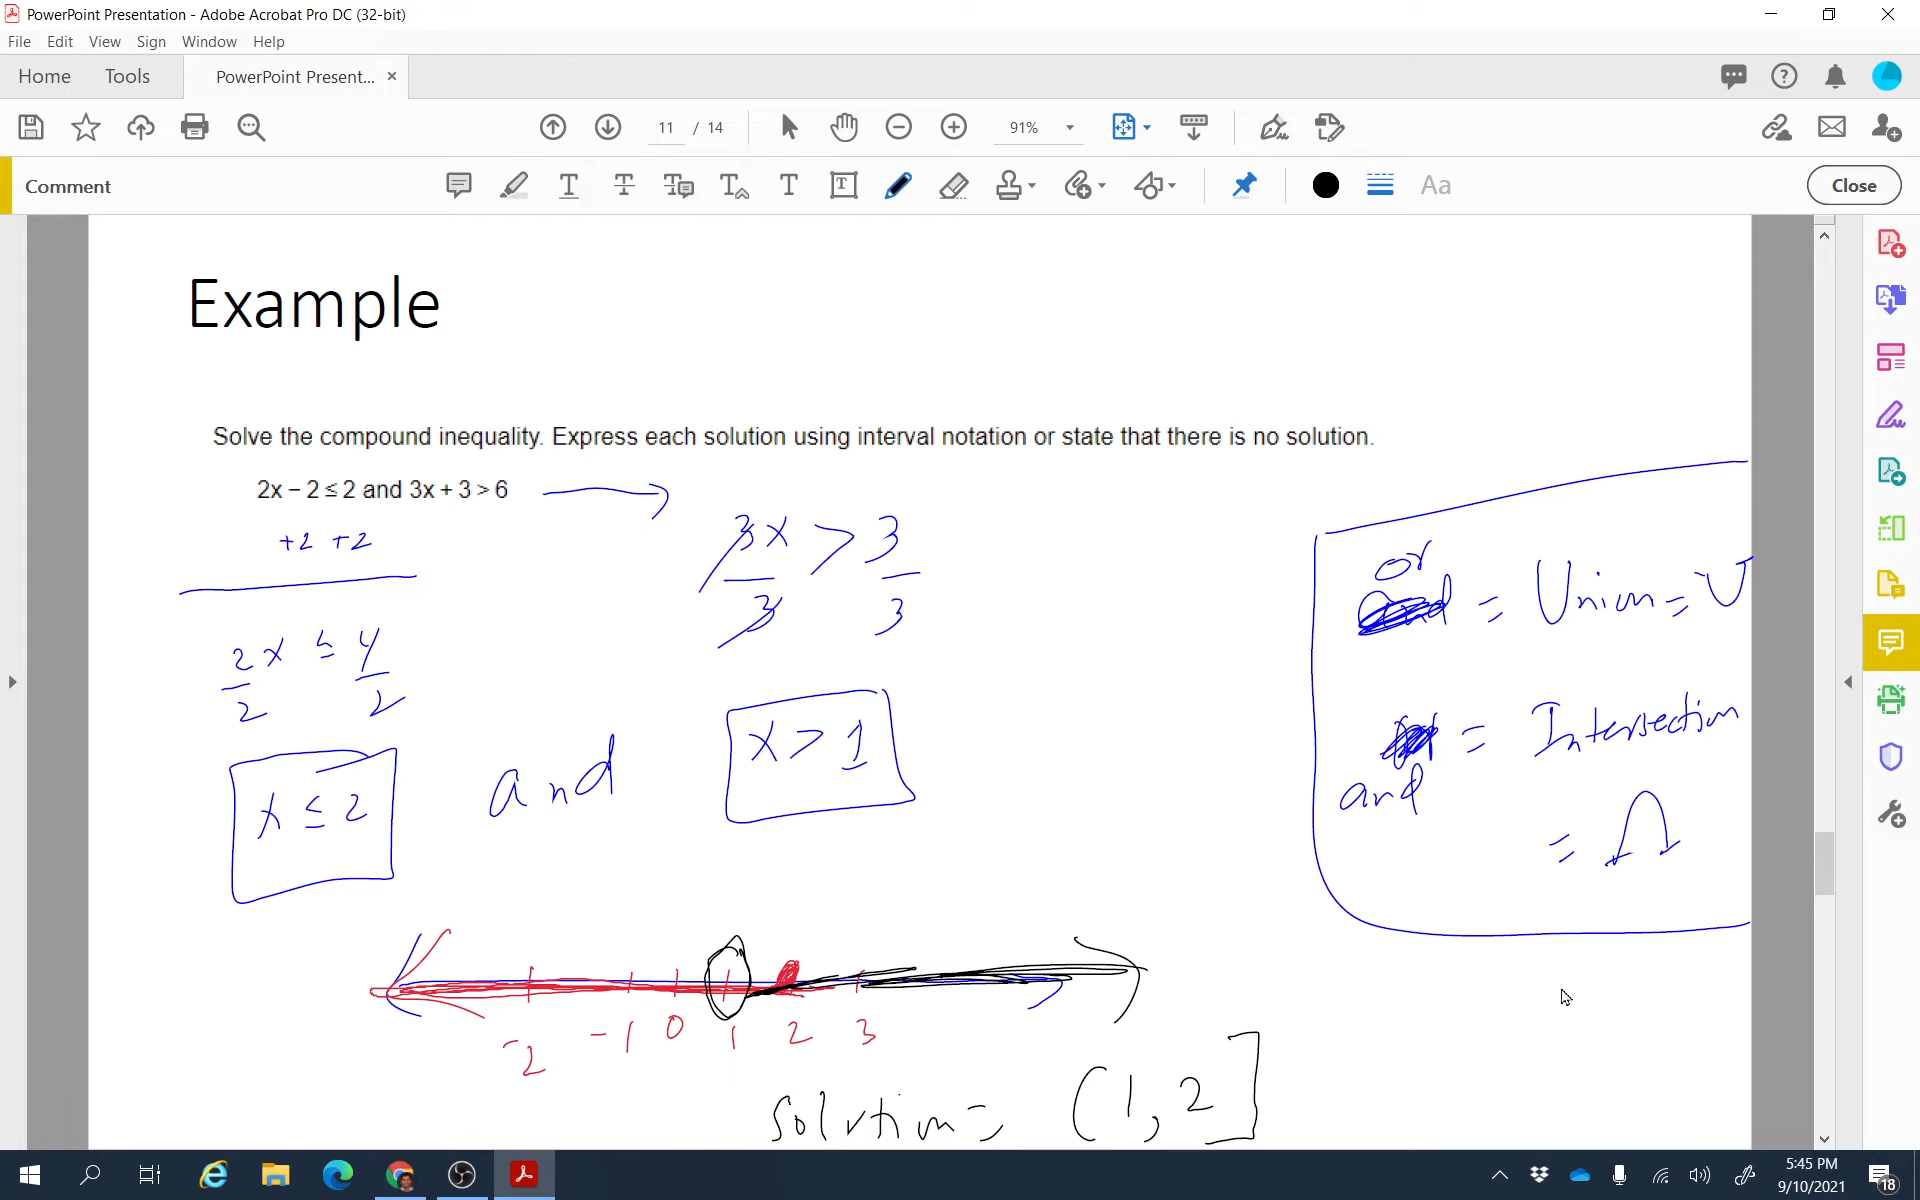 PowerPoint Presentation - Adobe Acrobat Pro DC (32-bit)
File Edit View Sign Window Help
Home Tools PowerPoint Present... ×
11 / 14 91%
Comment Aa Close
Example
Solve the compound inequality. Express each solution using interval notation or state that there is no solution.
2x − 2 ≤ 2 and 3x + 3 > 6
+2 +2
3x > 3
3 3
2x ≤ 4
2 2
x ≤ 2 and x > 1
or = Union = U
= Intersection
and
= ∩
-2 -1 0 1 2 3
solution = (1, 2]
5:45 PM
9/10/2021
18